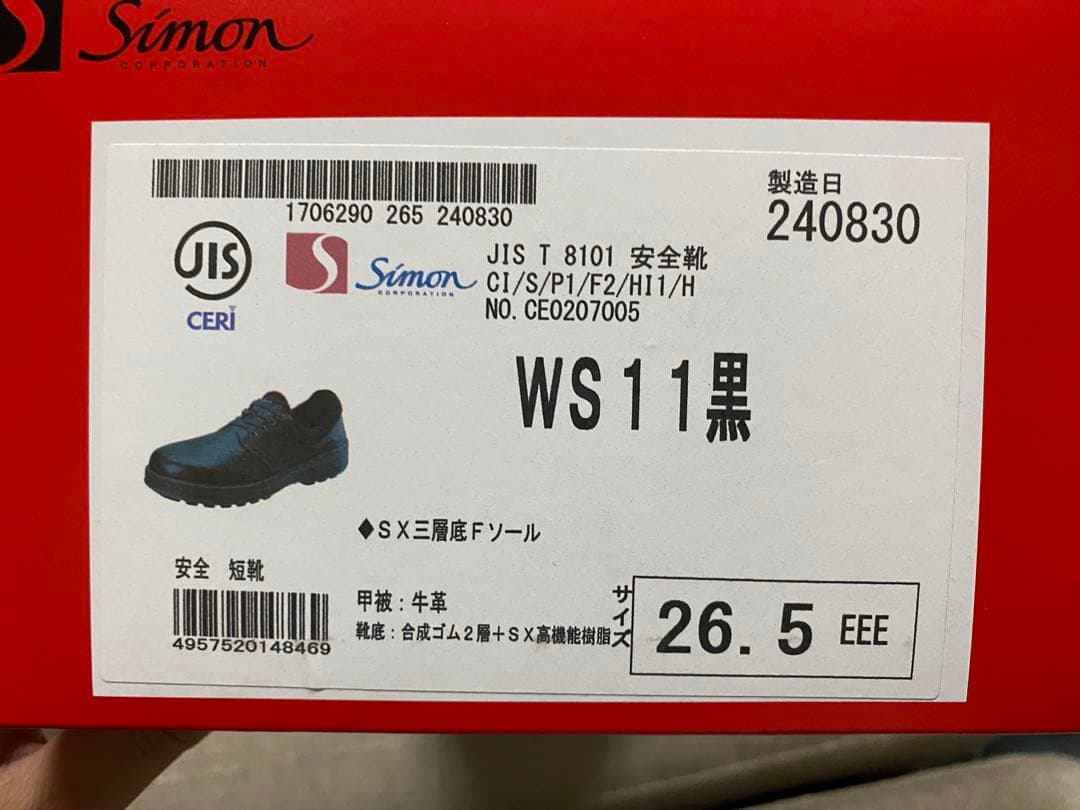 Simon
CORPORATION
1706290 265 240830
製造日
240830
JIS
CERI
Simon
CORPORATION
JIS T 8101 安全靴
CI/S/P1/F2/HI1/H
NO. CE0207005
WS11黒
◆SX三層底Fソール
安全 短靴
4957520148469
甲被：牛革
靴底：合成ゴム2層＋SX高機能樹脂
サイズ
26.5 EEE